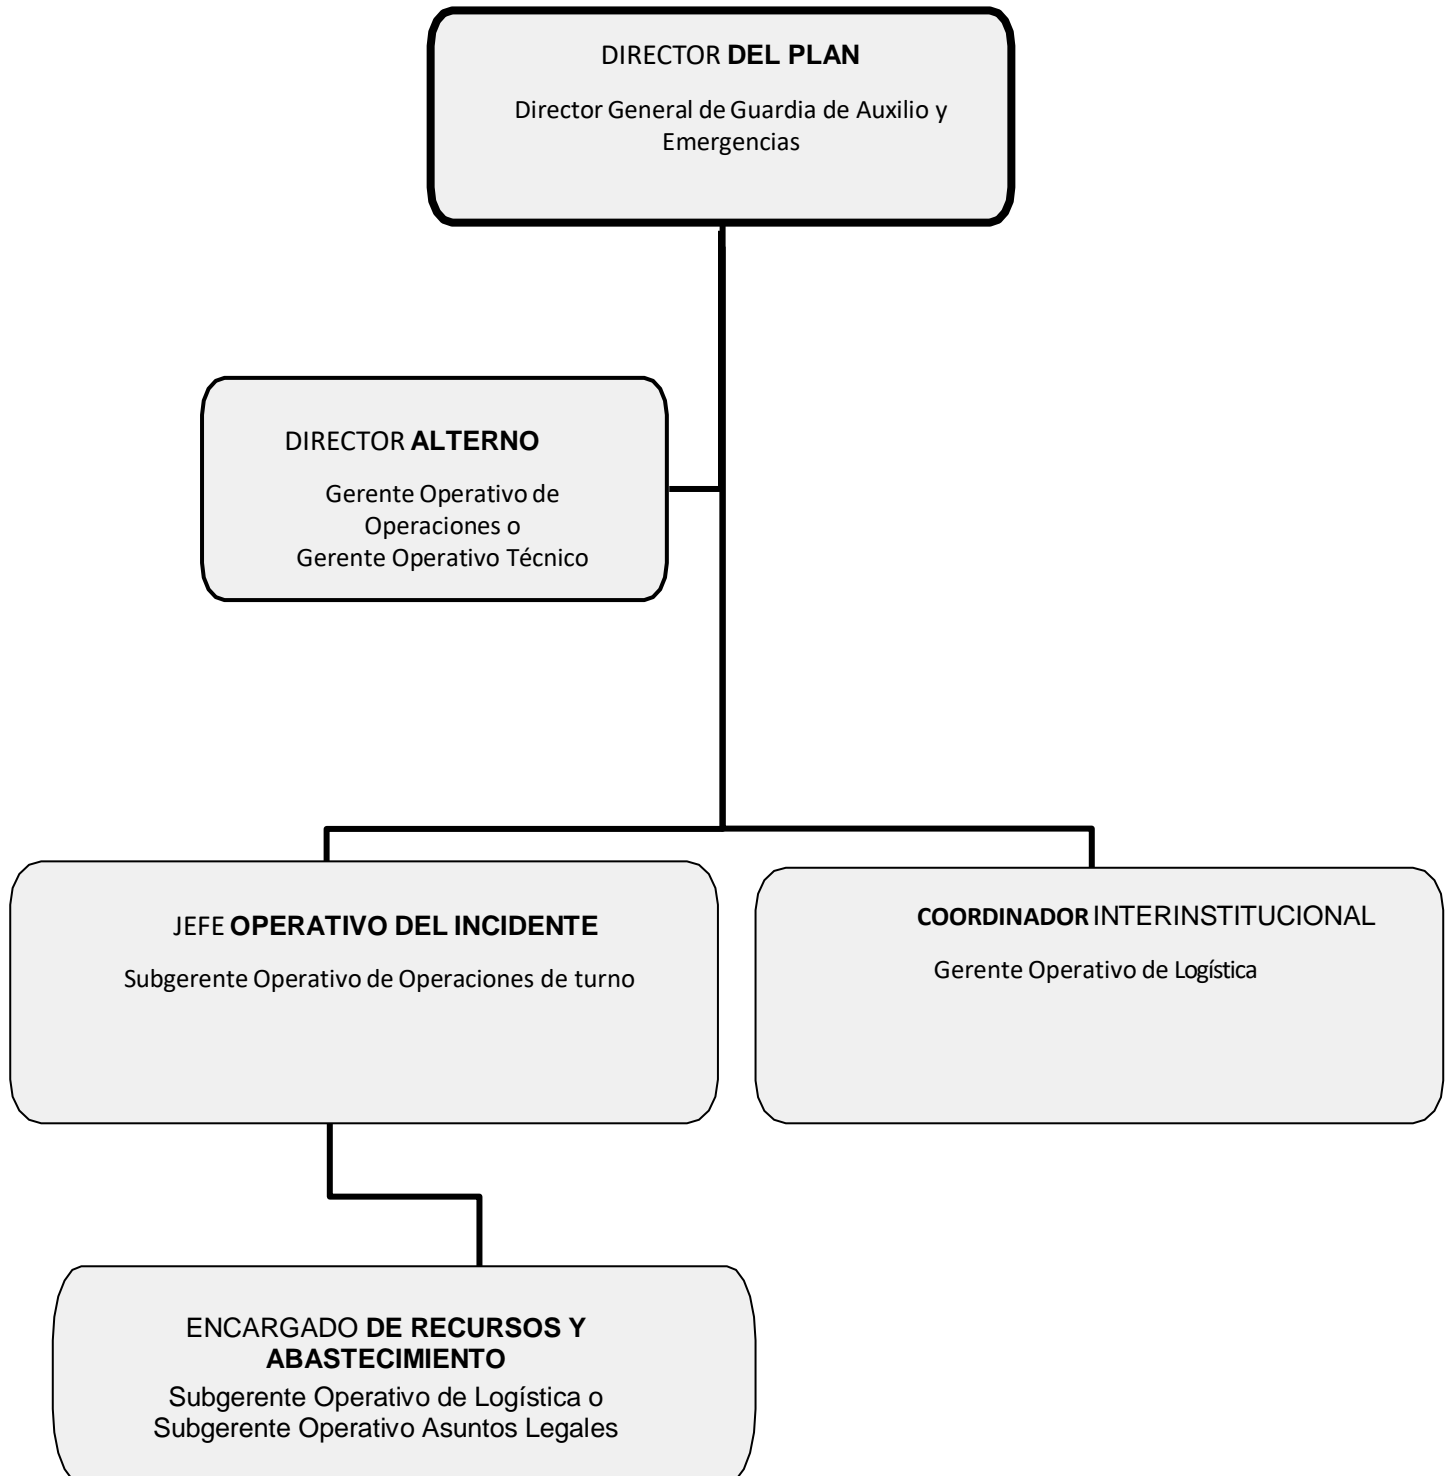 DIRECTOR DEL PLAN
Director General de Guardia de Auxilio y
Emergencias
DIRECTOR ALTERNO
Gerente Operativo de
Operaciones o
Gerente Operativo Técnico
JEFE OPERATIVO DEL INCIDENTE
Subgerente Operativo de Operaciones de turno
COORDINADOR INTERINSTITUCIONAL
Gerente Operativo de Logística
ENCARGADO DE RECURSOS Y
ABASTECIMIENTO
Subgerente Operativo de Logística o
Subgerente Operativo Asuntos Legales